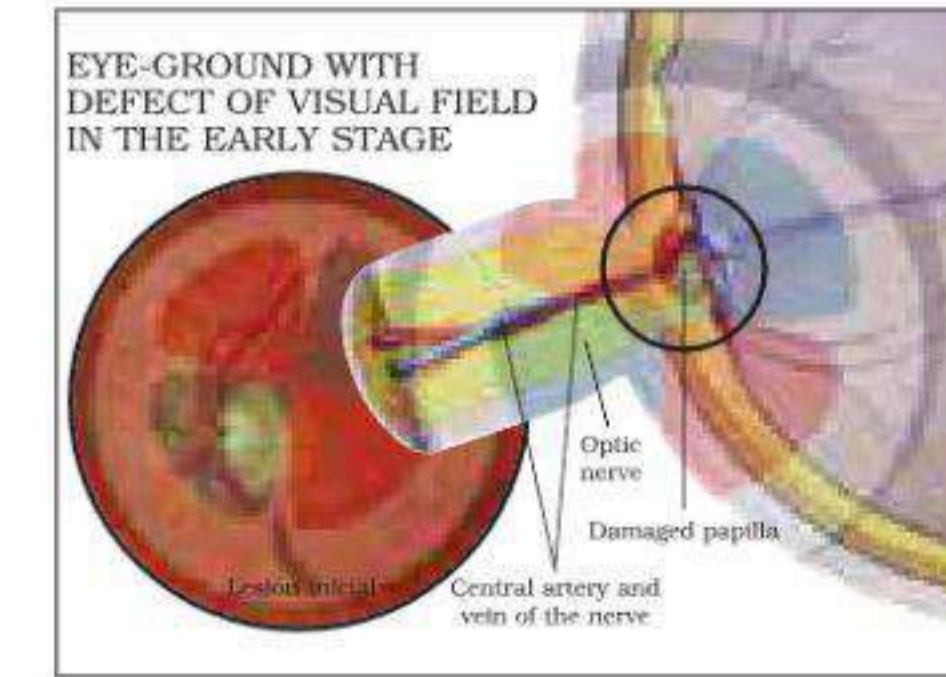 EYE-GROUND WITH
DEFECT OF VISUAL FIELD
IN THE EARLY STAGE
Optic
nerve
Damaged papilla
Lesion inicial
Central artery and
vein of the nerve